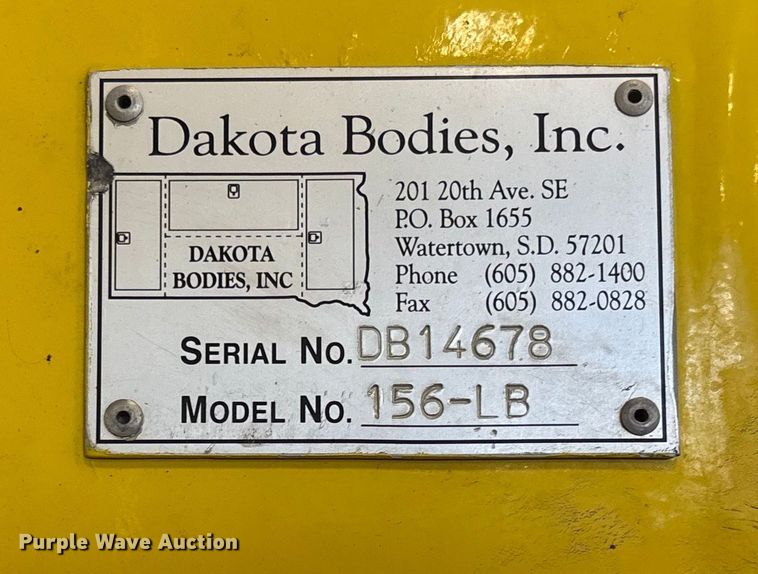 Dakota Bodies, Inc.
DAKOTA
BODIES, INC
201 20th Ave. SE
P.O. Box 1655
Watertown, S.D. 57201
Phone (605) 882-1400
Fax (605) 882-0828
SERIAL NO. DB14678
MODEL NO. 156-LB
Purple Wave Auction